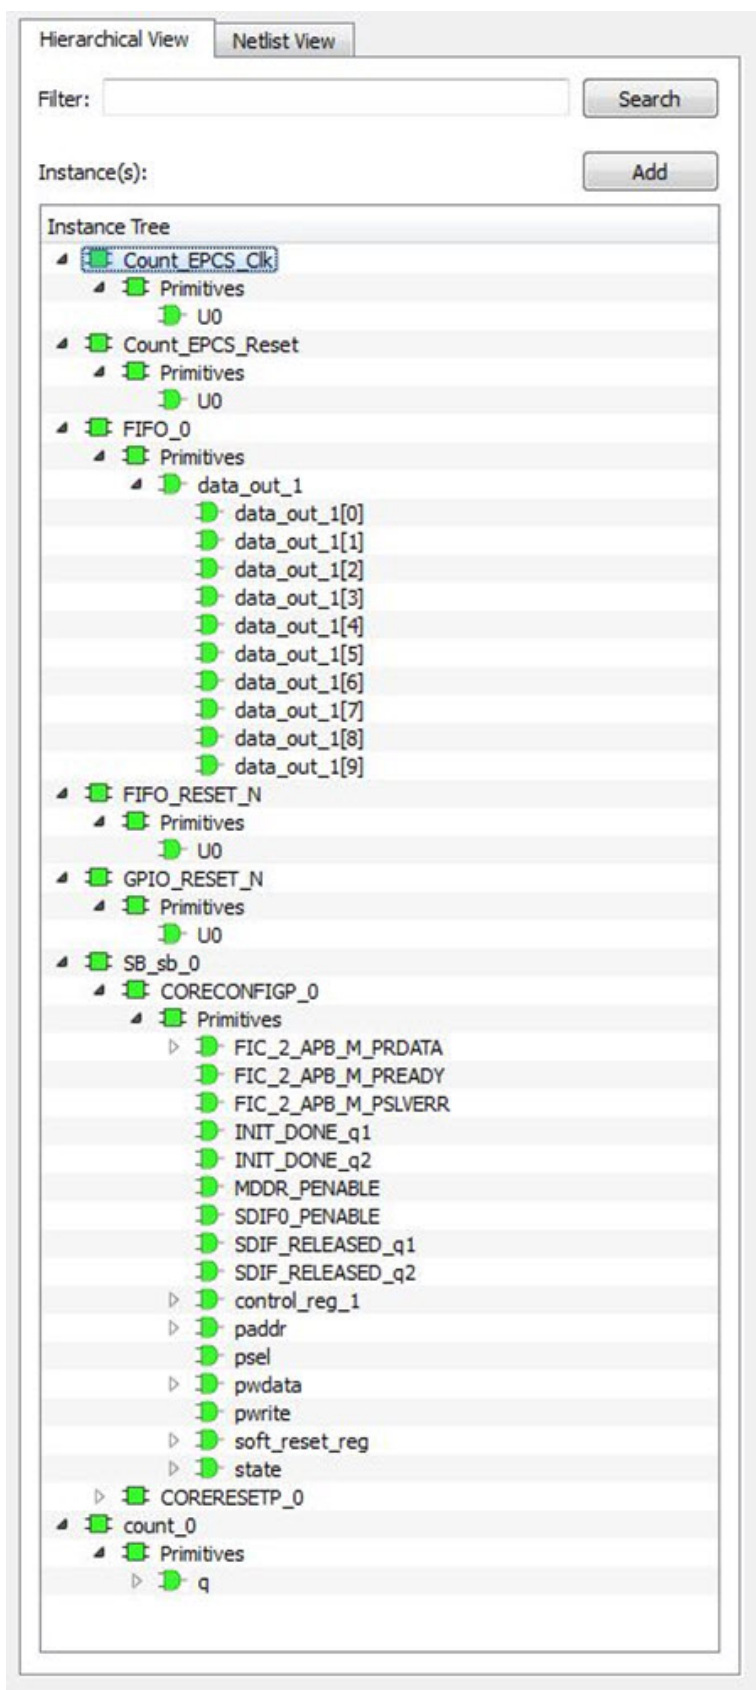 Hierarchical View Netlist View
Filter: Search
Instance(s): Add
Instance Tree
Count_EPCS_Clk
Primitives
U0
Count_EPCS_Reset
Primitives
U0
FIFO_0
Primitives
data_out_1
data_out_1[0]
data_out_1[1]
data_out_1[2]
data_out_1[3]
data_out_1[4]
data_out_1[5]
data_out_1[6]
data_out_1[7]
data_out_1[8]
data_out_1[9]
FIFO_RESET_N
Primitives
U0
GPIO_RESET_N
Primitives
U0
SB_sb_0
CORECONFIGP_0
Primitives
FIC_2_APB_M_PRDATA
FIC_2_APB_M_PREADY
FIC_2_APB_M_PSLVERR
INIT_DONE_q1
INIT_DONE_q2
MDDR_PENABLE
SDIF0_PENABLE
SDIF_RELEASED_q1
SDIF_RELEASED_q2
control_reg_1
paddr
psel
pwdata
pwrite
soft_reset_reg
state
CORERESETP_0
count_0
Primitives
q